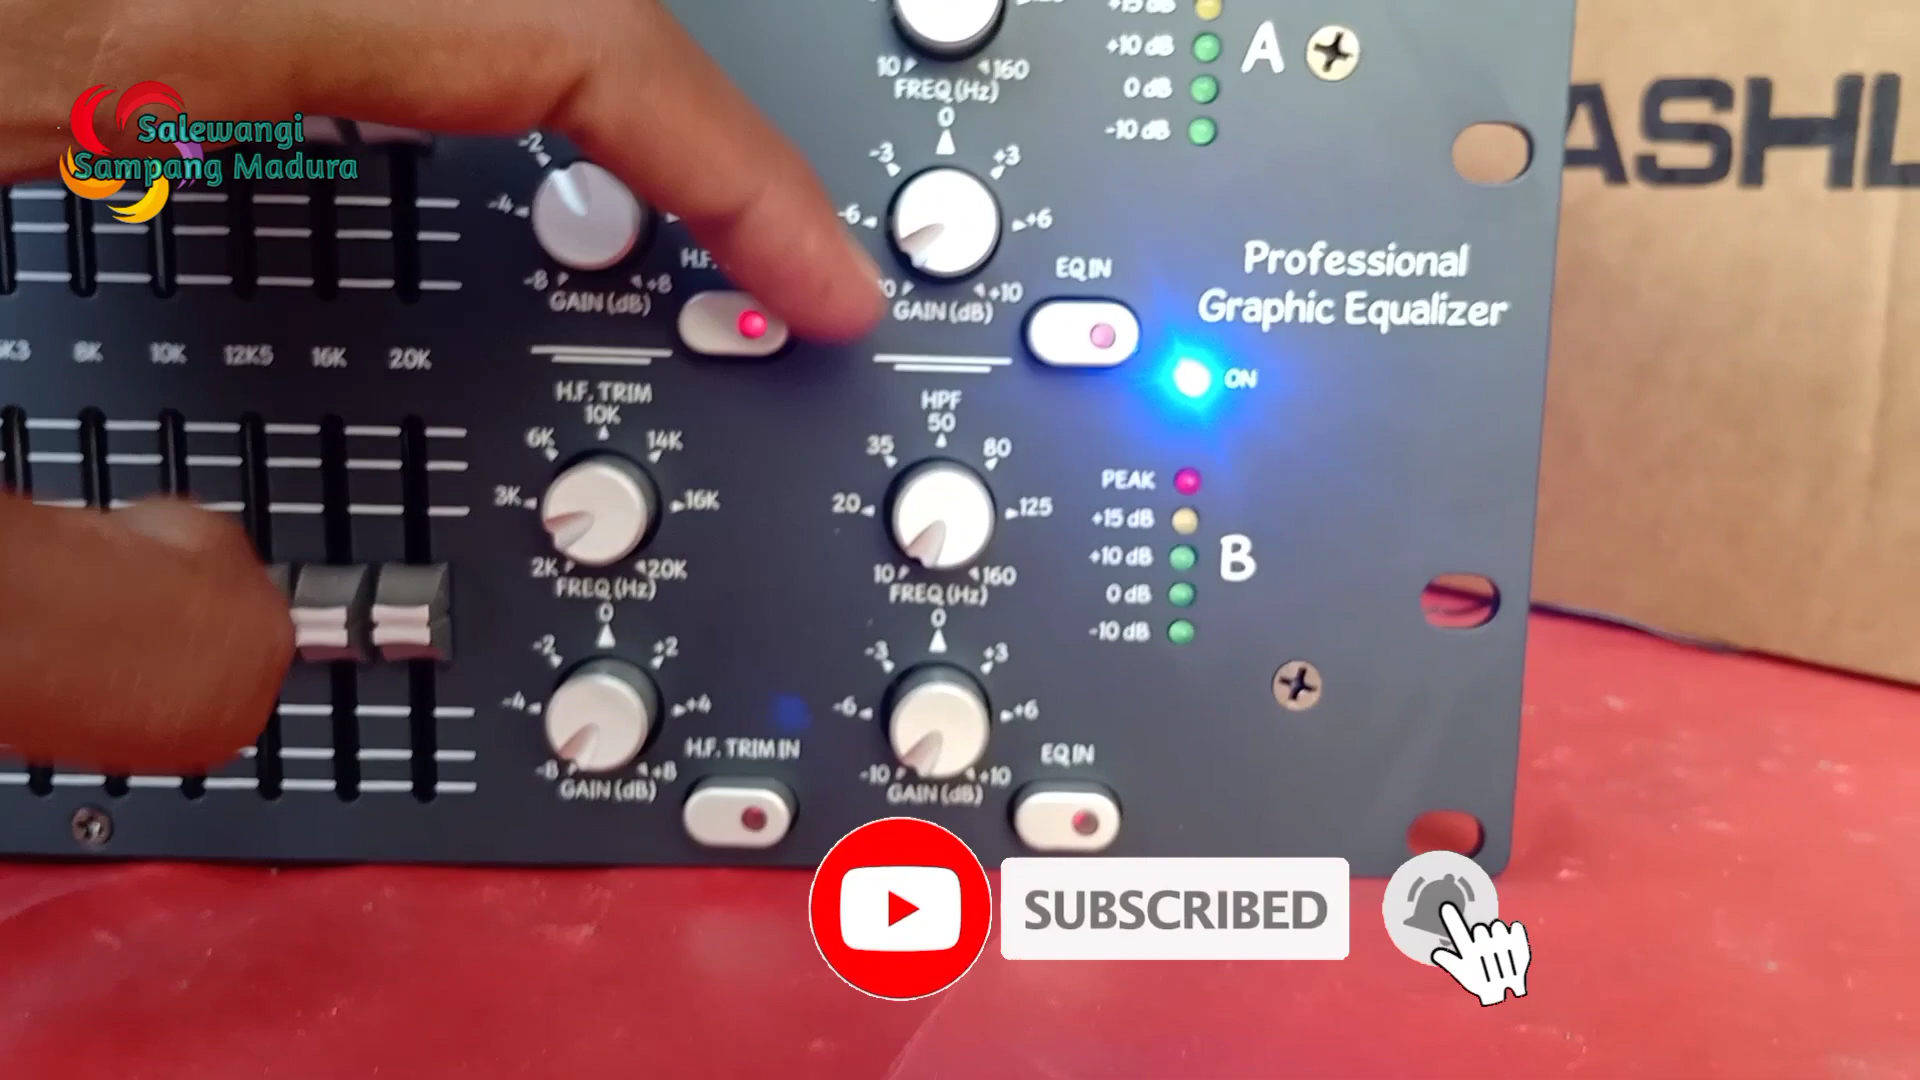 Salewangi
Sampang Madura
+15 dB
+10 dB
0 dB
-10 dB
A
10 160
FREQ (Hz)
0
-3 +3
-6 +6
+10
GAIN (dB)
-2
-4
-8 +8
GAIN (dB)
H.F.
EQ IN
Professional
Graphic Equalizer
ON
ASHL
8K 10K 12K5 16K 20K
H.F. TRIM
10K
6K 14K
3K 16K
2K 20K
FREQ (Hz)
0
-2 +2
-4 +4
-8 +8
GAIN (dB)
H.F. TRIM IN
HPF
50
35 80
20 125
10 160
FREQ (Hz)
0
-3 +3
-6 +6
-10 +10
GAIN (dB)
EQ IN
PEAK
+15 dB
+10 dB
0 dB
-10 dB
B
SUBSCRIBED